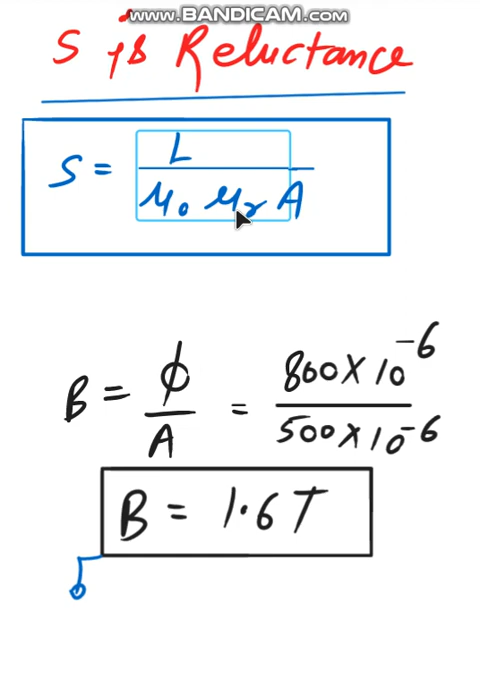 www.BANDICAM.com
S is Reluctance
S = L / μ₀ μᵣ A
B = ϕ / A = 800 × 10⁻⁶ / 500 × 10⁻⁶
B = 1.6 T